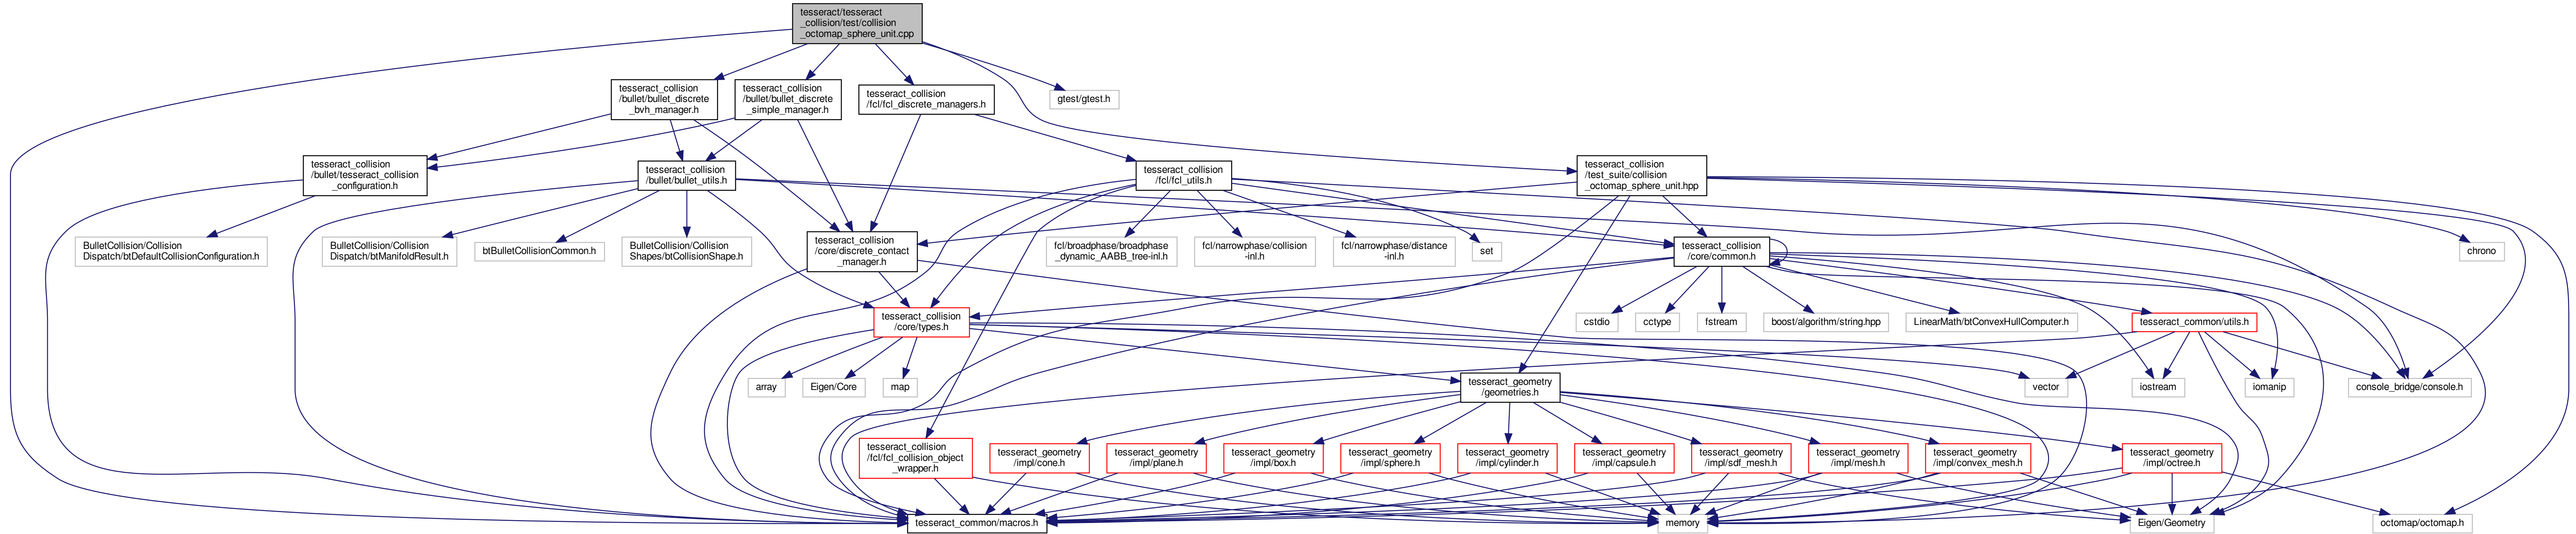 tesseract/tesseract
_collision/test/collision
_octomap_sphere_unit.cpp
tesseract_collision
/bullet/bullet_discrete
_bvh_manager.h
tesseract_collision
/bullet/bullet_discrete
_simple_manager.h
tesseract_collision
/fcl/fcl_discrete_managers.h
gtest/gtest.h
tesseract_collision
/bullet/tesseract_collision
_configuration.h
tesseract_collision
/bullet/bullet_utils.h
tesseract_collision
/fcl/fcl_utils.h
tesseract_collision
/test_suite/collision
_octomap_sphere_unit.hpp
BulletCollision/Collision
Dispatch/btDefaultCollisionConfiguration.h
BulletCollision/Collision
Dispatch/btManifoldResult.h
btBulletCollisionCommon.h
BulletCollision/Collision
Shapes/btCollisionShape.h
tesseract_collision
/core/discrete_contact
_manager.h
fcl/broadphase/broadphase
_dynamic_AABB_tree-inl.h
fcl/narrowphase/collision
-inl.h
fcl/narrowphase/distance
-inl.h
set
tesseract_collision
/core/common.h
chrono
tesseract_collision
/core/types.h
cstdio
cctype
fstream
boost/algorithm/string.hpp
LinearMath/btConvexHullComputer.h
tesseract_common/utils.h
array
Eigen/Core
map
tesseract_geometry
/geometries.h
vector
iostream
iomanip
console_bridge/console.h
tesseract_collision
/fcl/fcl_collision_object
_wrapper.h
tesseract_geometry
/impl/cone.h
tesseract_geometry
/impl/plane.h
tesseract_geometry
/impl/box.h
tesseract_geometry
/impl/sphere.h
tesseract_geometry
/impl/cylinder.h
tesseract_geometry
/impl/capsule.h
tesseract_geometry
/impl/sdf_mesh.h
tesseract_geometry
/impl/mesh.h
tesseract_geometry
/impl/convex_mesh.h
tesseract_geometry
/impl/octree.h
tesseract_common/macros.h
memory
Eigen/Geometry
octomap/octomap.h